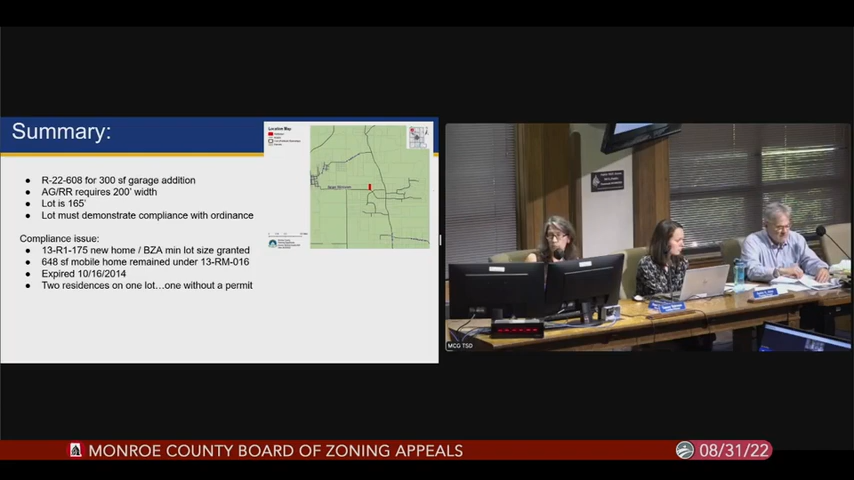 Summary:
Location Map
• R-22-608 for 300 sf garage addition
• AG/RR requires 200' width
• Lot is 165'
• Lot must demonstrate compliance with ordinance
Compliance issue:
• 13-R1-175 new home / BZA min lot size granted
• 648 sf mobile home remained under 13-RM-016
• Expired 10/16/2014
• Two residences on one lot...one without a permit
MCG TSD
MONROE COUNTY BOARD OF ZONING APPEALS
08/31/22